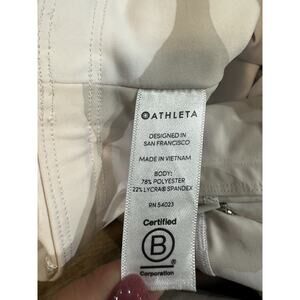 ATHLETA
DESIGNED IN
SAN FRANCISCO
MADE IN VIETNAM
BODY:
78% POLYESTER
22% LYCRA® SPANDEX
RN 54023
Certified
B
Corporation